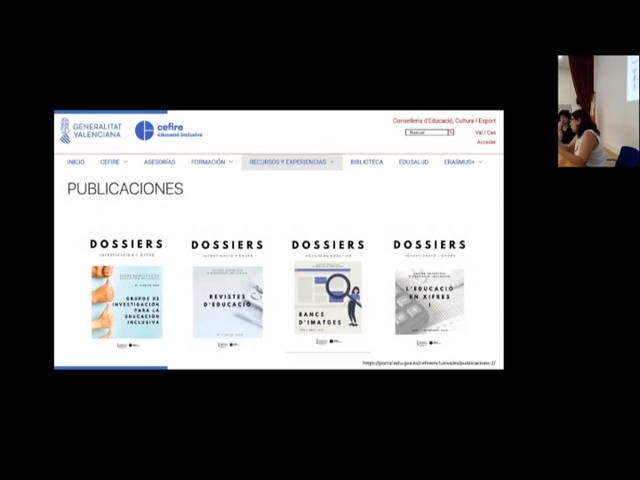 GENERALITAT
VALENCIANA
cefire
Educació Inclusiva
Conselleria d'Educació, Cultura i Esport
Buscar
Val / Cas
Acceder
INICIO
CEFIRE
ASESORÍAS
FORMACIÓN
RECURSOS Y EXPERIENCIAS
BIBLIOTECA
EDUSALUD
ERASMUS+
PUBLICACIONES
DOSSIERS
INVESTIGACIÓN Y DATOS
GRUPOS DE
INVESTIGACIÓN
PARA LA
EDUCACIÓN
INCLUSIVA
DOSSIERS
INVESTIGACIÓ I DADES
REVISTES
D'EDUCACIÓ
DOSSIERS
BANCS
D'IMATGES
DOSSIERS
INVESTIGACIÓ I DADES
L'EDUCACIÓ
EN XIFRES
I